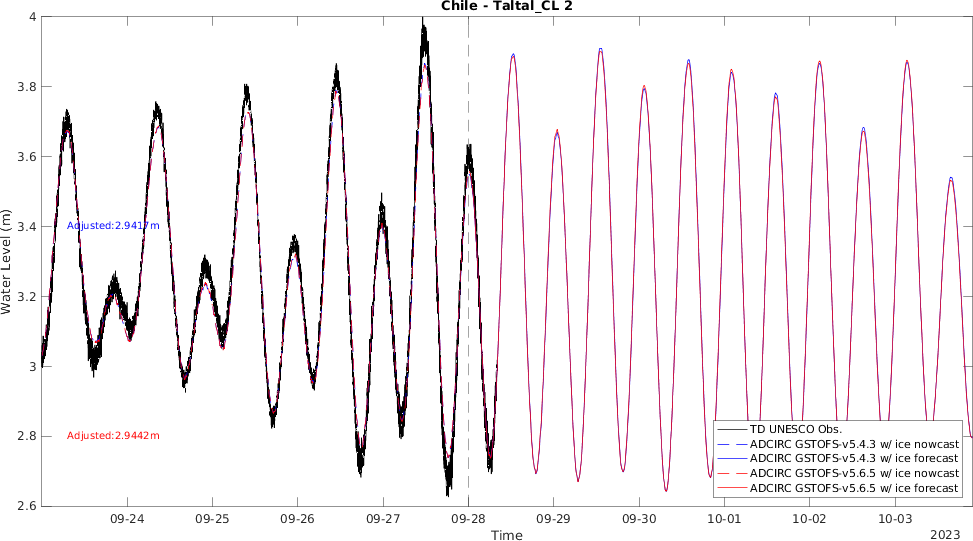 Chile - Taltal_CL 2
Water Level (m)
4
3.8
3.6
3.4
3.2
3
2.8
2.6
Adjusted:2.9417m
Adjusted:2.9442m
TD UNESCO Obs.
ADCIRC GSTOFS-v5.4.3 w/ ice nowcast
ADCIRC GSTOFS-v5.4.3 w/ ice forecast
ADCIRC GSTOFS-v5.6.5 w/ ice nowcast
ADCIRC GSTOFS-v5.6.5 w/ ice forecast
09-24 09-25 09-26 09-27 09-28 09-29 09-30 10-01 10-02 10-03
Time
2023